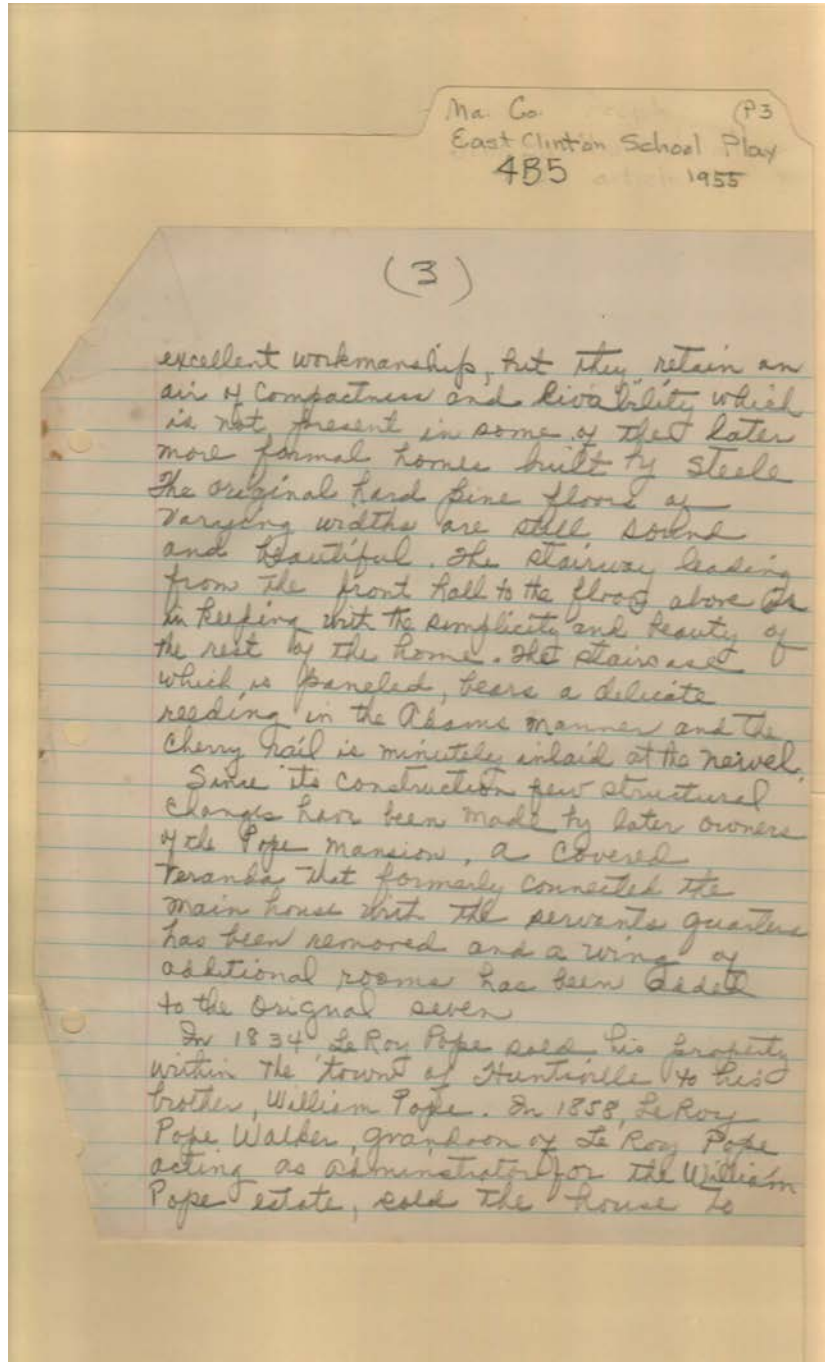 Ma. Co. (P3
East Clinton School Play
4B5 1955
(3)
excellent workmanship, but they retain an
air of Compactness and "livability" which
is not present in some of the later
more formal homes built by Steele
The original hard pine floors of
varying widths are still sound
and beautiful. The stairway leading
from the front hall to the floor above is
in keeping with the simplicity and beauty of
the rest of the home. The staircase
which is paneled, bears a delicate
reeding in the Adams manner and the
Cherry rail is minutely inlaid at the newel.
Since its construction few structural
changes have been made by later owners
of the Pope mansion, a covered
veranda that formerly connected the
main house with the servants quarters
has been removed and a wing of
additional rooms has been added
to the orignal seven
In 1834 LeRoy Pope sold his property
within the town of Huntsville to his
brother, William Pope. In 1858, LeRoy
Pope Walker, grandson of Le Roy Pope
acting as administrator for the William
Pope estate, sold the house to